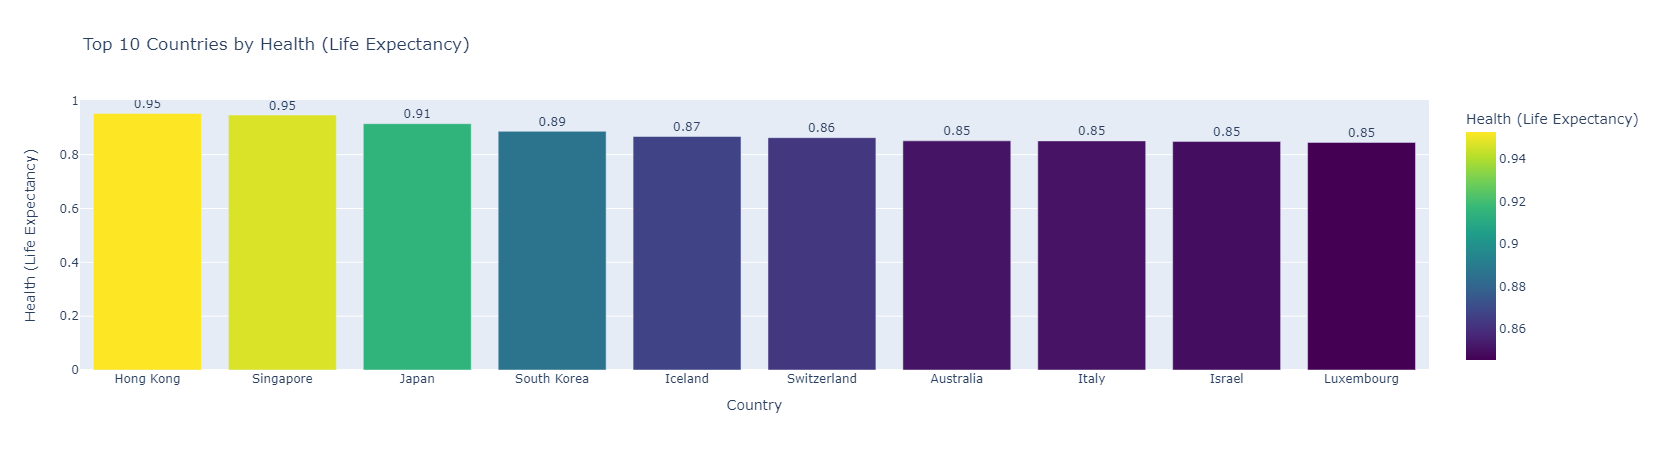 Top 10 Countries by Health (Life Expectancy)
Health (Life Expectancy)
1
0.8
0.6
0.4
0.2
0
0.95
0.95
0.91
0.89
0.87
0.86
0.85
0.85
0.85
0.85
Hong Kong
Singapore
Japan
South Korea
Iceland
Switzerland
Australia
Italy
Israel
Luxembourg
Country
Health (Life Expectancy)
0.94
0.92
0.9
0.88
0.86